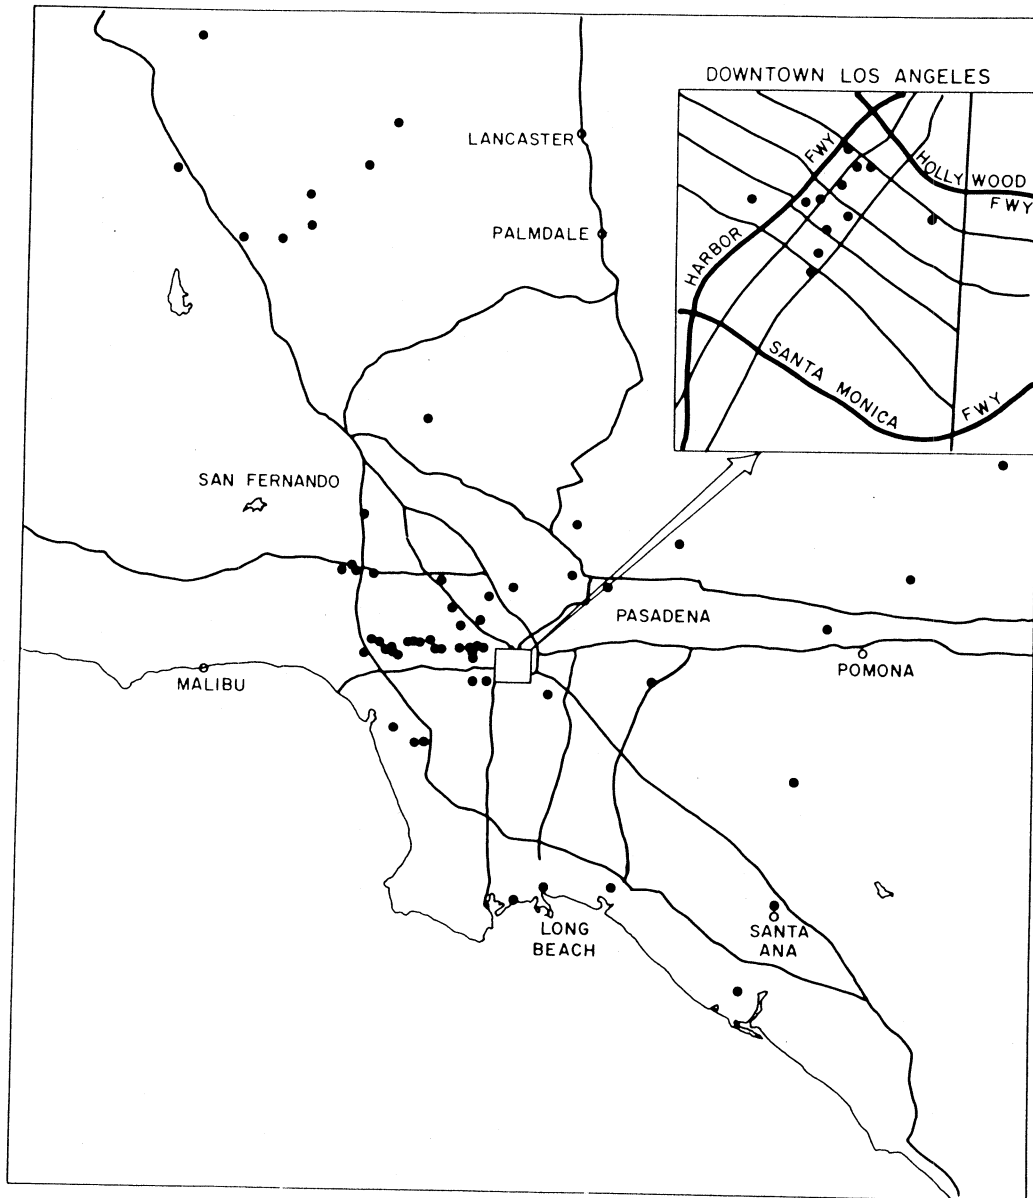 DOWNTOWN LOS ANGELES
LANCASTER
FWY
HOLLYWOOD
FWY
PALMDALE
HARBOR
SANTA MONICA
FWY
SAN FERNANDO
PASADENA
POMONA
MALIBU
LONG
BEACH
SANTA
ANA